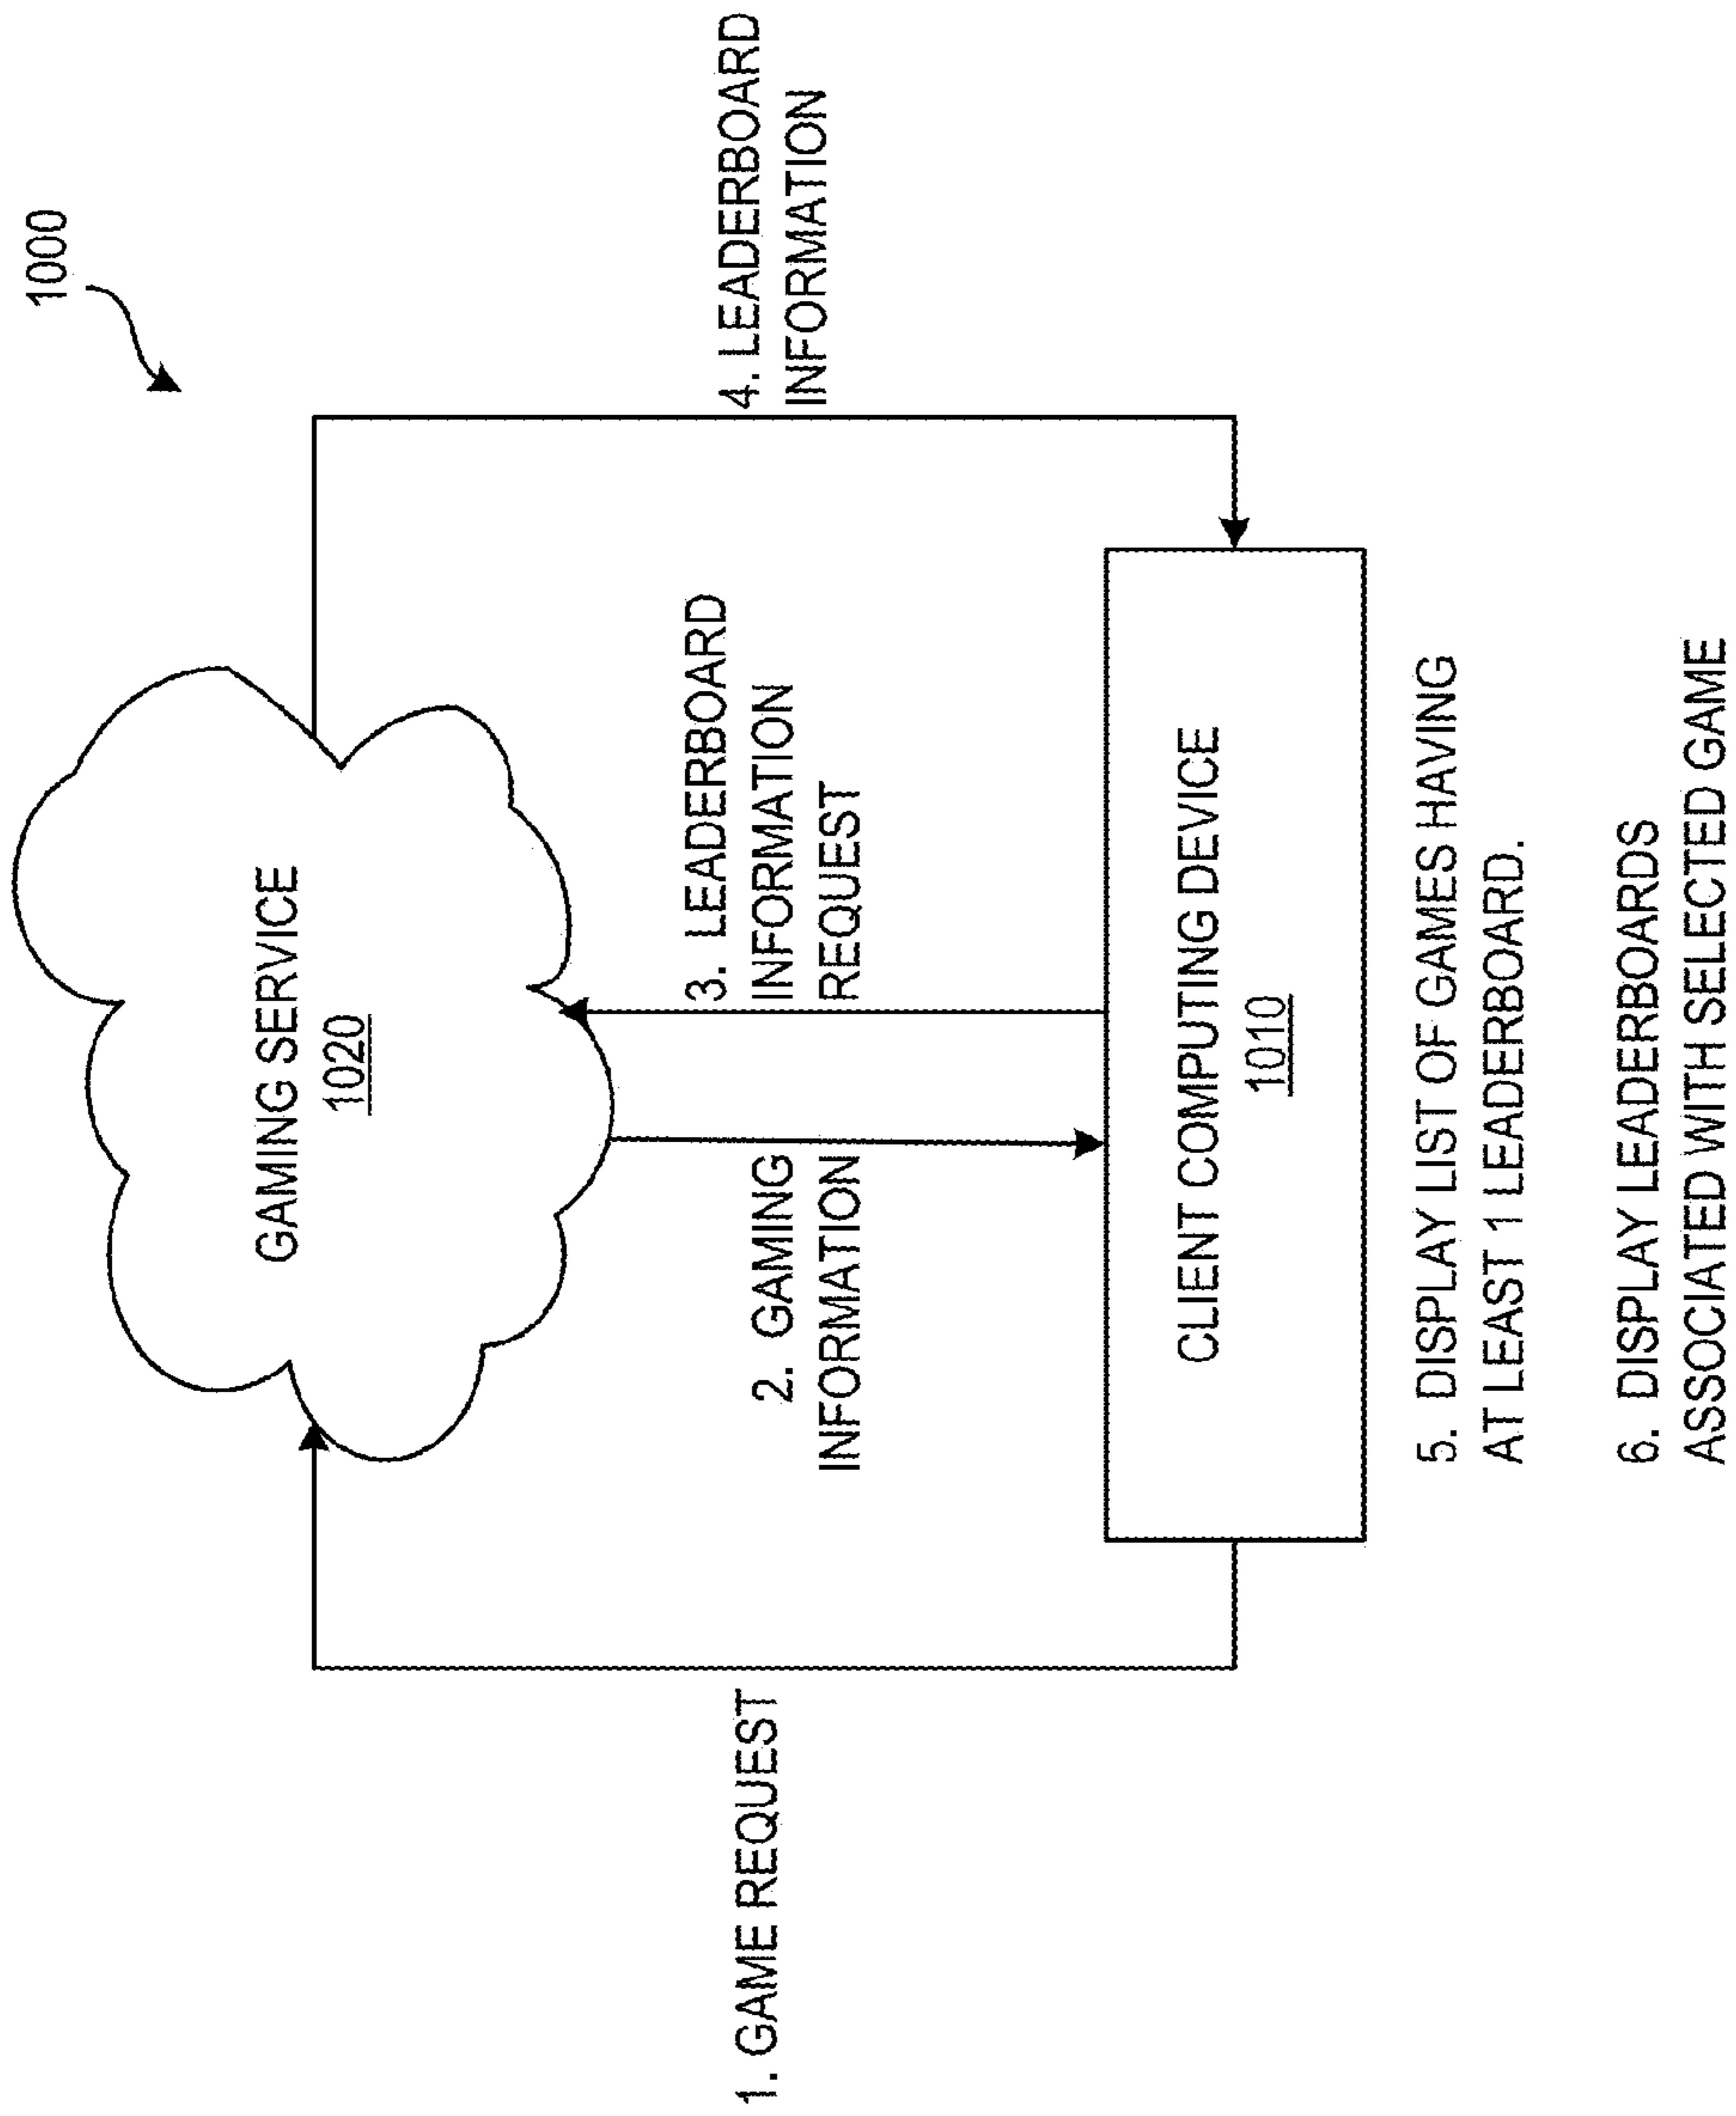 1000
GAMING SERVICE
1020
1. GAME REQUEST
2. GAMING
INFORMATION
3. LEADERBOARD
INFORMATION
REQUEST
4. LEADERBOARD
INFORMATION
CLIENT COMPUTING DEVICE
1010
5. DISPLAY LIST OF GAMES HAVING
AT LEAST 1 LEADERBOARD.
6. DISPLAY LEADERBOARDS
ASSOCIATED WITH SELECTED GAME